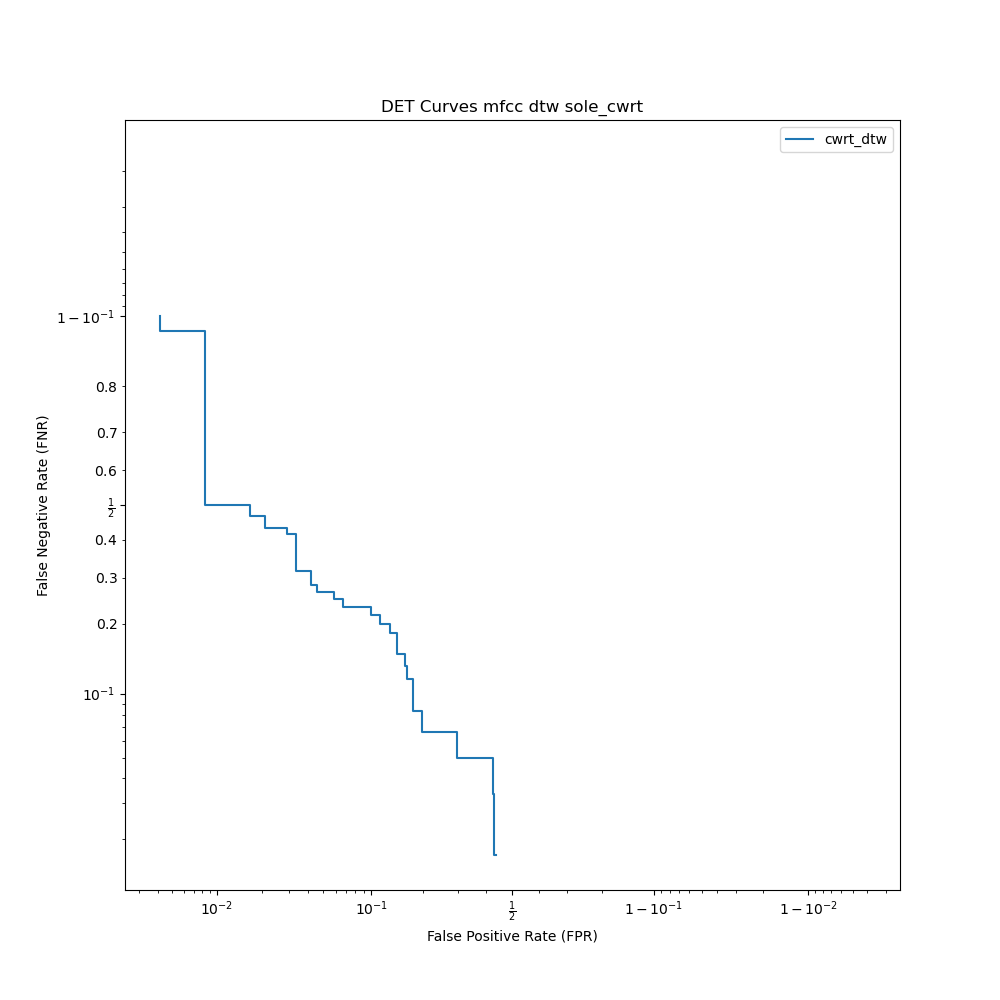 DET Curves mfcc dtw sole_cwrt
cwrt_dtw
1 − 10⁻¹
0.8
0.7
0.6
½
0.4
0.3
0.2
10⁻¹
False Negative Rate (FNR)
10⁻² 10⁻¹ ½ 1 − 10⁻¹ 1 − 10⁻²
False Positive Rate (FPR)